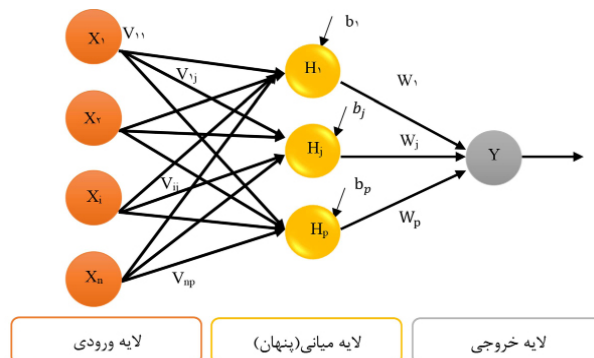 X۱
V۱۱
b۱
H۱
V۱j
W۱
X۲
bj
Hj
Wj
Y
Xi
Vij
bp
Hp
Wp
Xn
Vnp
لایه ورودی
لایه میانی(پنهان)
لایه خروجی